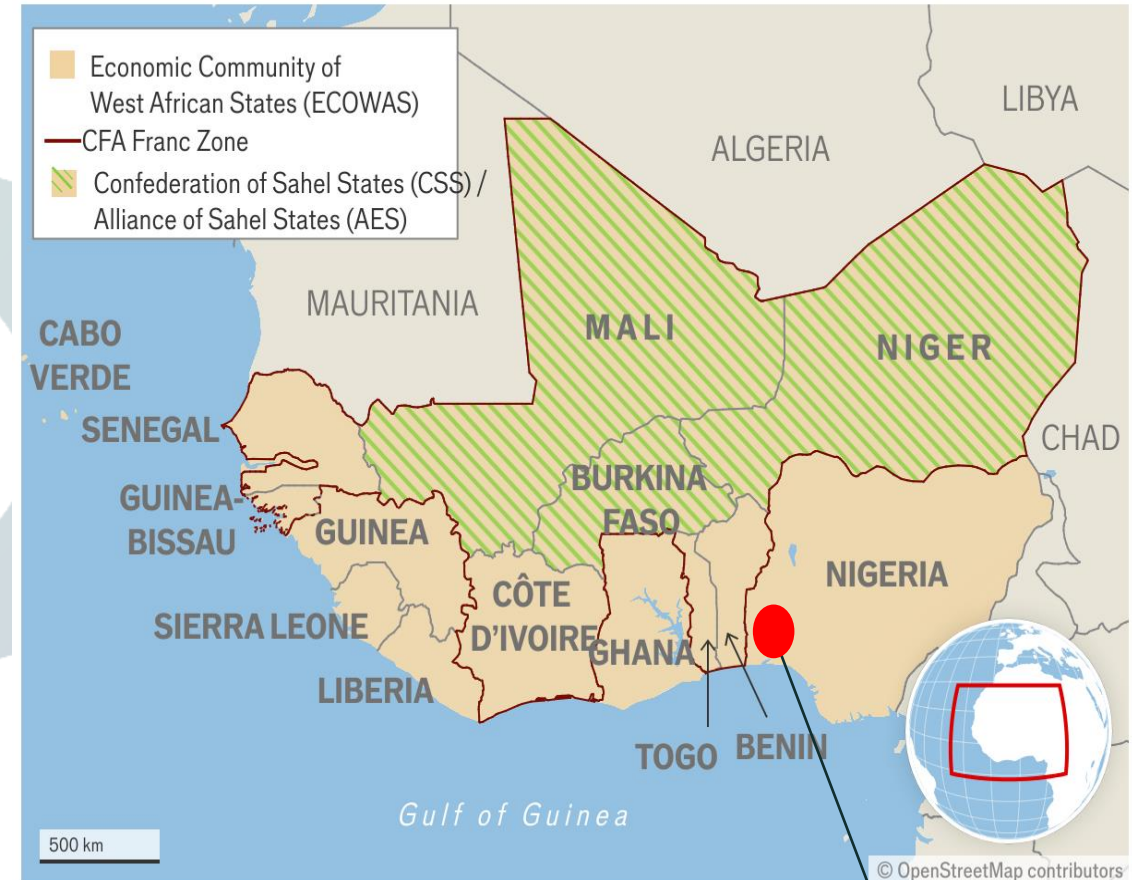 Economic Community of
West African States (ECOWAS)
CFA Franc Zone
Confederation of Sahel States (CSS) /
Alliance of Sahel States (AES)
LIBYA
ALGERIA
MAURITANIA
MALI
NIGER
CABO
VERDE
SENEGAL
CHAD
GUINEA-
BISSAU
GUINEA
BURKINA
FASO
NIGERIA
CÔTE
D'IVOIRE
SIERRA LEONE
GHANA
LIBERIA
TOGO
BENIN
Gulf of Guinea
500 km
© OpenStreetMap contributors